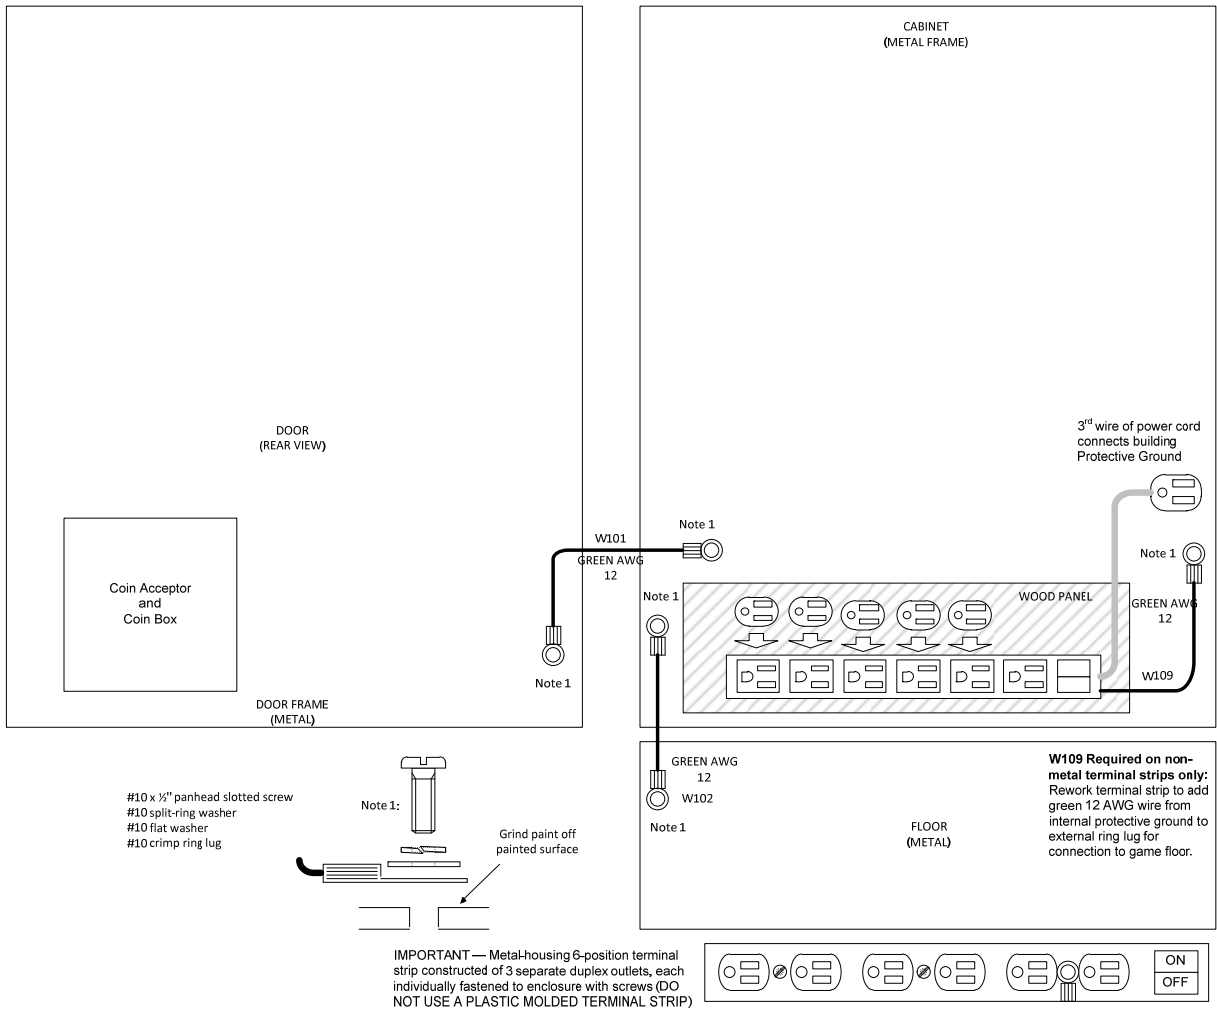 CABINET
(METAL FRAME)
DOOR
(REAR VIEW)
3rd wire of power cord
connects building
Protective Ground
Coin Acceptor
and
Coin Box
W101
GREEN AWG
12
Note 1
Note 1
Note 1
Note 1
WOOD PANEL
GREEN AWG
12
W109
DOOR FRAME
(METAL)
GREEN AWG
12
W102
Note 1
FLOOR
(METAL)
W109 Required on non-
metal terminal strips only:
Rework terminal strip to add
green 12 AWG wire from
internal protective ground to
external ring lug for
connection to game floor.
#10 x ½" panhead slotted screw
#10 split-ring washer
#10 flat washer
#10 crimp ring lug
Note 1:
Grind paint off
painted surface
IMPORTANT — Metal-housing 6-position terminal
strip constructed of 3 separate duplex outlets, each
individually fastened to enclosure with screws (DO
NOT USE A PLASTIC MOLDED TERMINAL STRIP)
ON
OFF